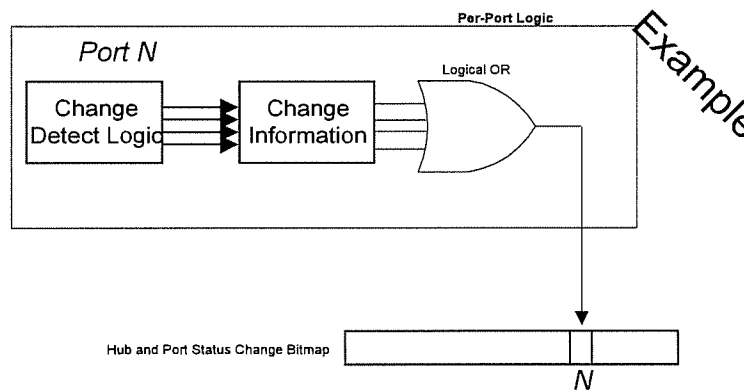 Per-Port Logic
Example
Port N
Logical OR
Change
Detect Logic
Change
Information
Hub and Port Status Change Bitmap
N